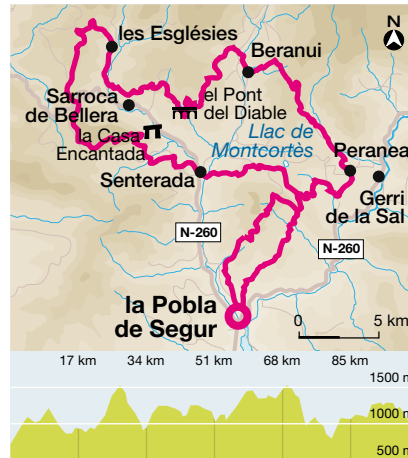 N
les Esglésies
Beranui
Sarroca
de Bellera
el Pont
del Diable
la Casa
Encantada
Llac de
Montcortès
Peranea
Senterada
Gerri
de la Sal
N-260
N-260
la Pobla
de Segur
0 5 km
17 km 34 km 51 km 68 km 85 km
1500 m
1000 m
500 m